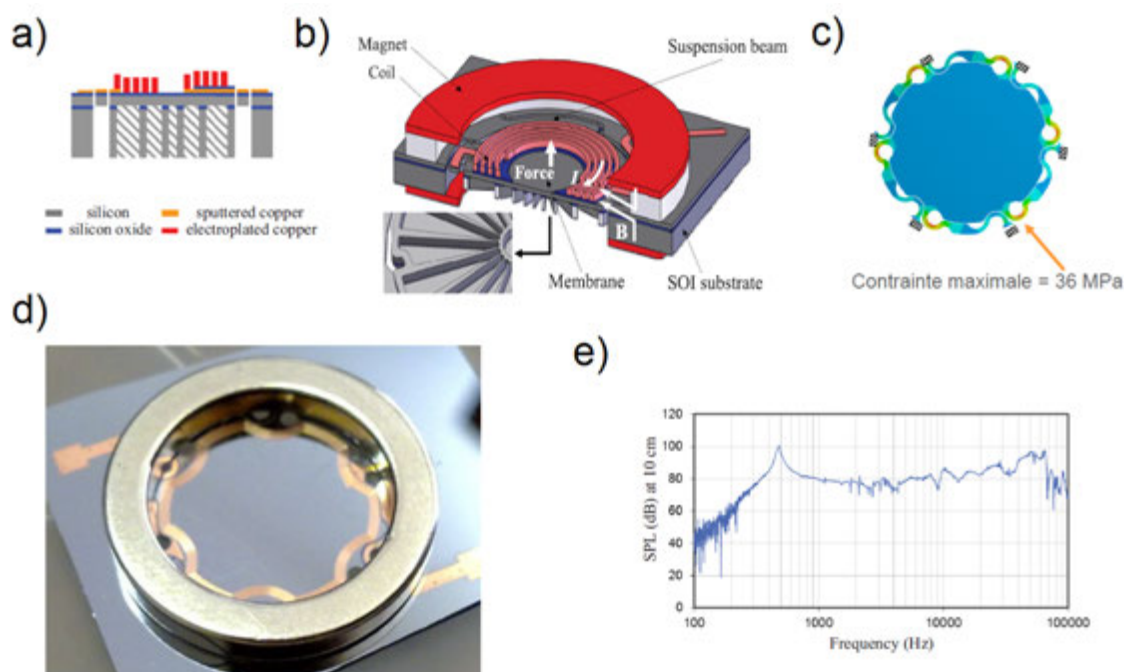 a)
silicon
sputtered copper
silicon oxide
electroplated copper
b)
Magnet
Coil
Suspension beam
Force
I
B
Membrane
SOI substrate
c)
Contrainte maximale = 36 MPa
d)
e)
SPL (dB) at 10 cm
120
100
80
60
40
20
0
100
1000
10000
100000
Frequency (Hz)